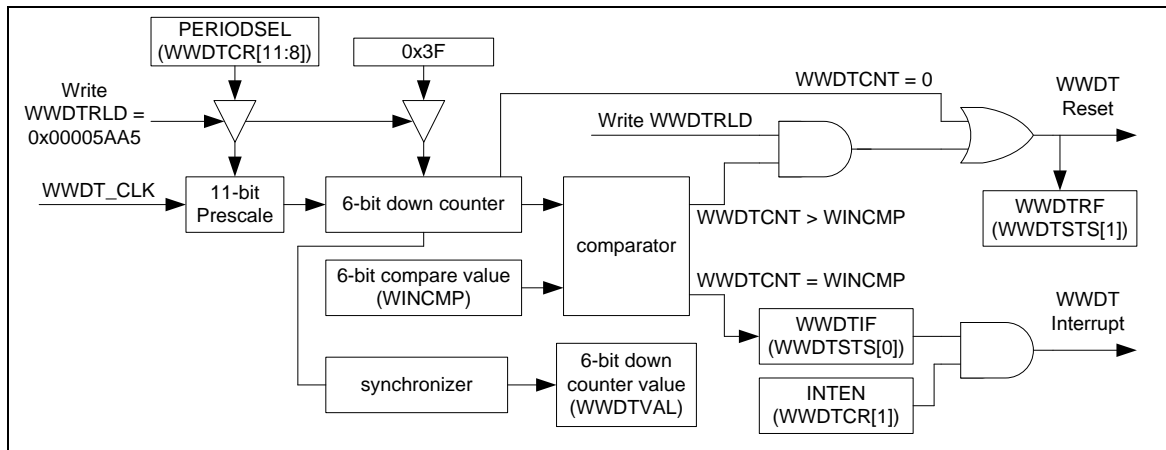 PERIODSEL
(WWDTCR[11:8])
0x3F
Write
WWDTRLD =
0x00005AA5
WWDTCNT = 0
WWDT
Reset
Write WWDTRLD
WWDT_CLK
11-bit
Prescale
6-bit down counter
WWDTCNT > WINCMP
WWDTRF
(WWDTSTS[1])
comparator
6-bit compare value
(WINCMP)
WWDTCNT = WINCMP
WWDT
Interrupt
WWDTIF
(WWDTSTS[0])
synchronizer
6-bit down
counter value
(WWDTVAL)
INTEN
(WWDTCR[1])